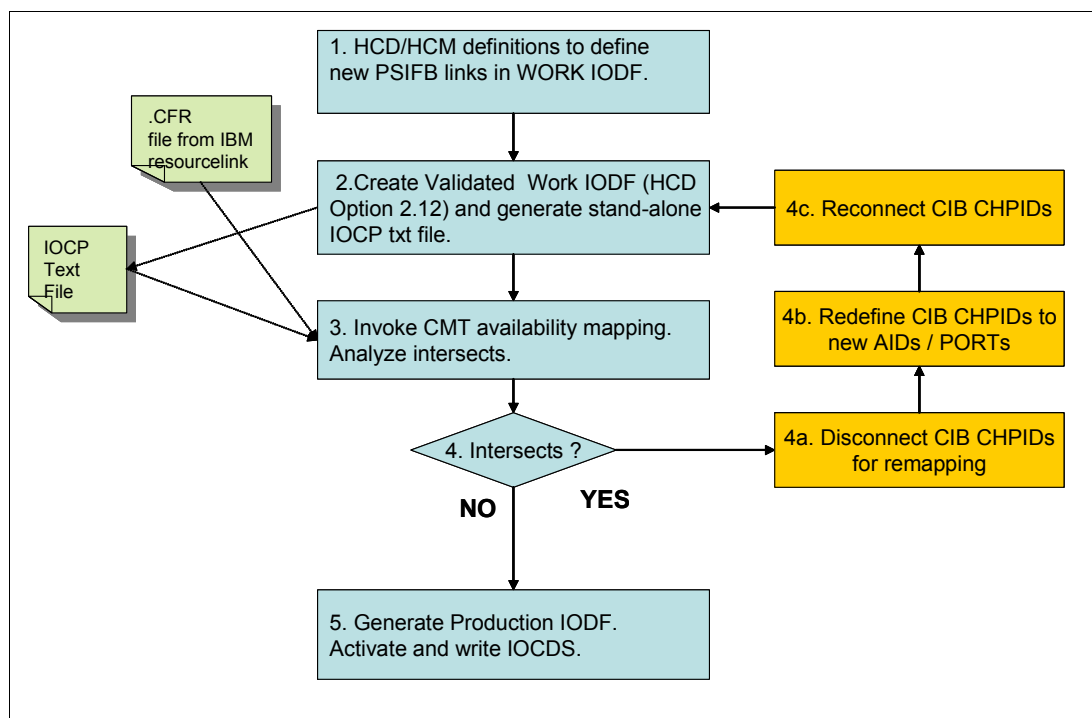 1. HCD/HCM definitions to define
new PSIFB links in WORK IODF.
.CFR
file from IBM
resourcelink
2.Create Validated Work IODF (HCD
Option 2.12) and generate stand-alone
IOCP txt file.
4c. Reconnect CIB CHPIDs
IOCP
Text
File
3. Invoke CMT availability mapping.
Analyze intersects.
4b. Redefine CIB CHPIDs to
new AIDs / PORTs
4. Intersects ?
4a. Disconnect CIB CHPIDs
for remapping
NO
YES
5. Generate Production IODF.
Activate and write IOCDS.